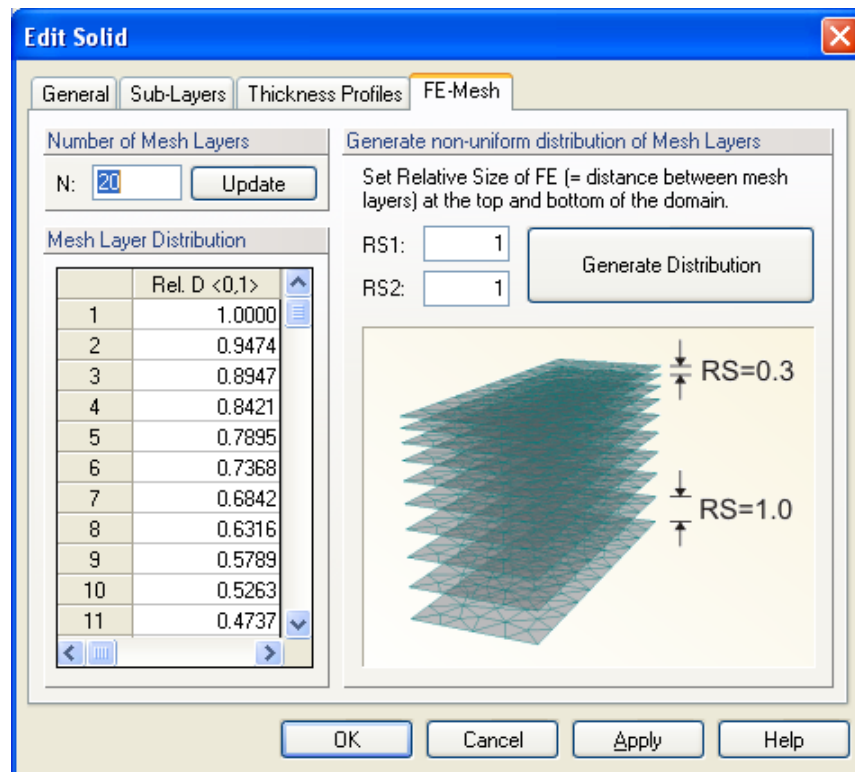 Edit Solid
General Sub-Layers Thickness Profiles FE-Mesh
Number of Mesh Layers
N: 20 Update
Mesh Layer Distribution
Rel. D <0,1>
1 1.0000
2 0.9474
3 0.8947
4 0.8421
5 0.7895
6 0.7368
7 0.6842
8 0.6316
9 0.5789
10 0.5263
11 0.4737
Generate non-uniform distribution of Mesh Layers
Set Relative Size of FE (= distance between mesh
layers) at the top and bottom of the domain.
RS1: 1
RS2: 1
Generate Distribution
RS=0.3
RS=1.0
OK Cancel Apply Help